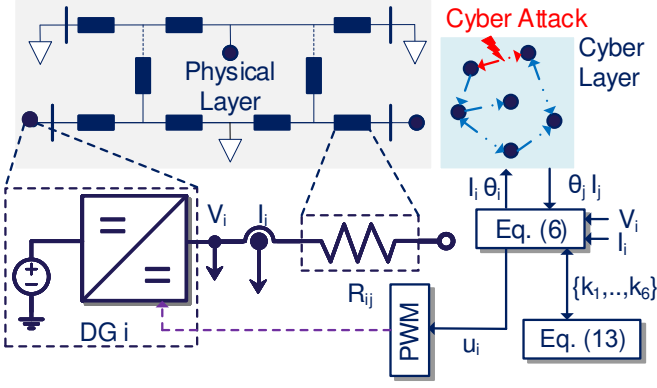 Cyber Attack
Physical
Layer
Cyber
Layer
I_i θ_i
θ_j I_j
V_i
I_i
Eq. (6)
V_i
I_i
R_ij
{k_1,..,k_6}
PWM
DG i
u_i
Eq. (13)